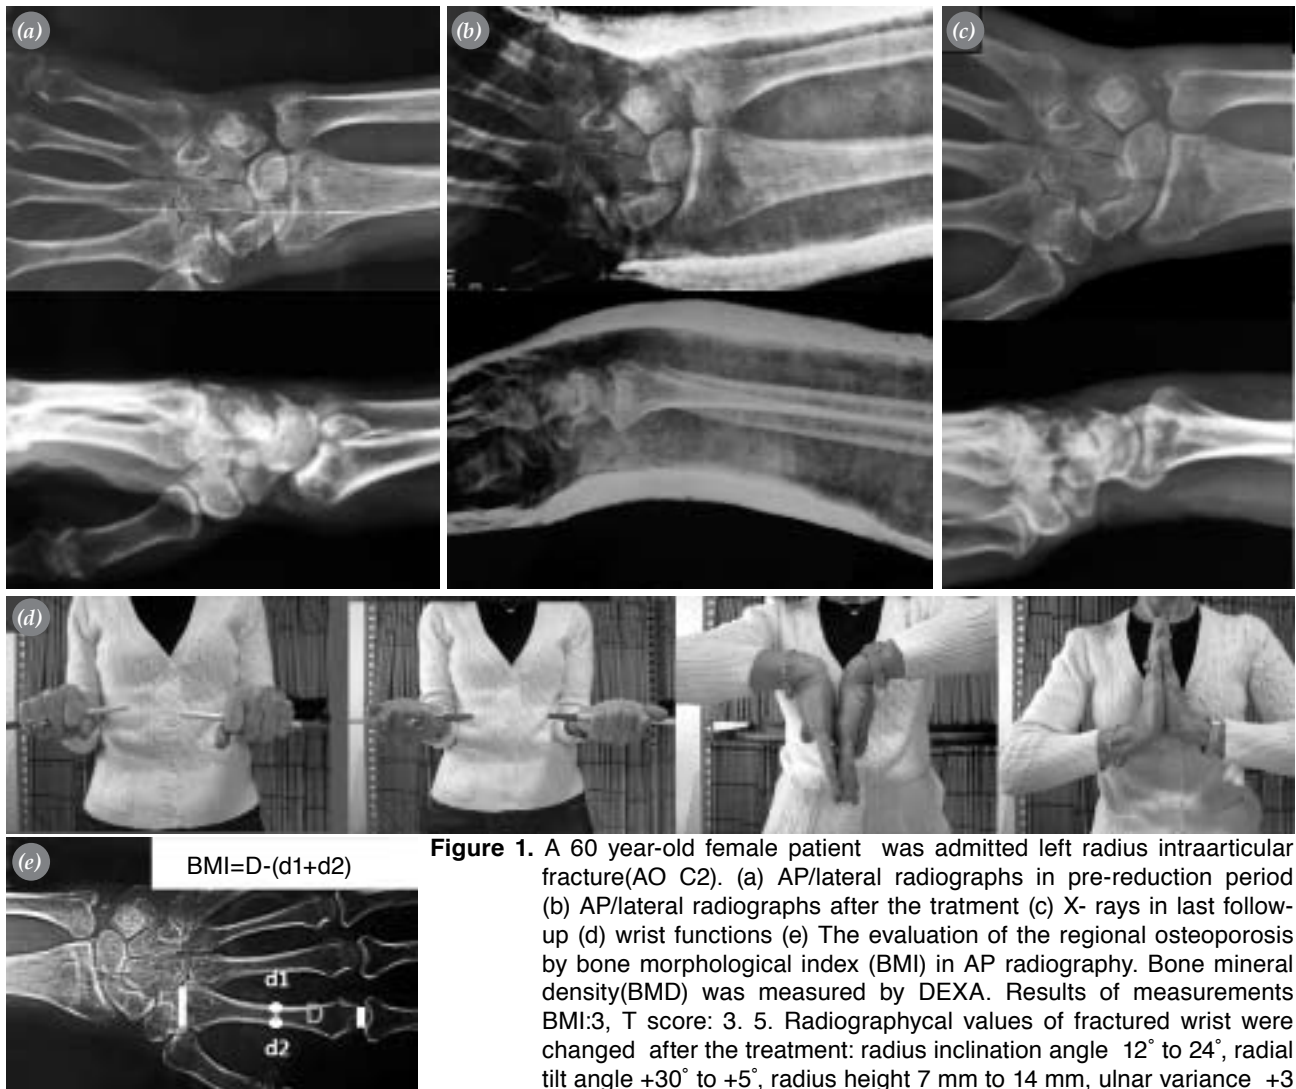 (a)
(b)
(c)
(d)
(e)
BMI=D-(d1+d2)
d1
D
d2
Figure 1. A 60 year-old female patient was admitted left radius intraarticular
fracture(AO C2). (a) AP/lateral radiographs in pre-reduction period
(b) AP/lateral radiographs after the tratment (c) X- rays in last follow-
up (d) wrist functions (e) The evaluation of the regional osteoporosis
by bone morphological index (BMI) in AP radiography. Bone mineral
density(BMD) was measured by DEXA. Results of measurements
BMI:3, T score: 3. 5. Radiographycal values of fractured wrist were
changed after the treatment: radius inclination angle 12˚ to 24˚, radial
tilt angle +30˚ to +5˚, radius height 7 mm to 14 mm, ulnar variance +3